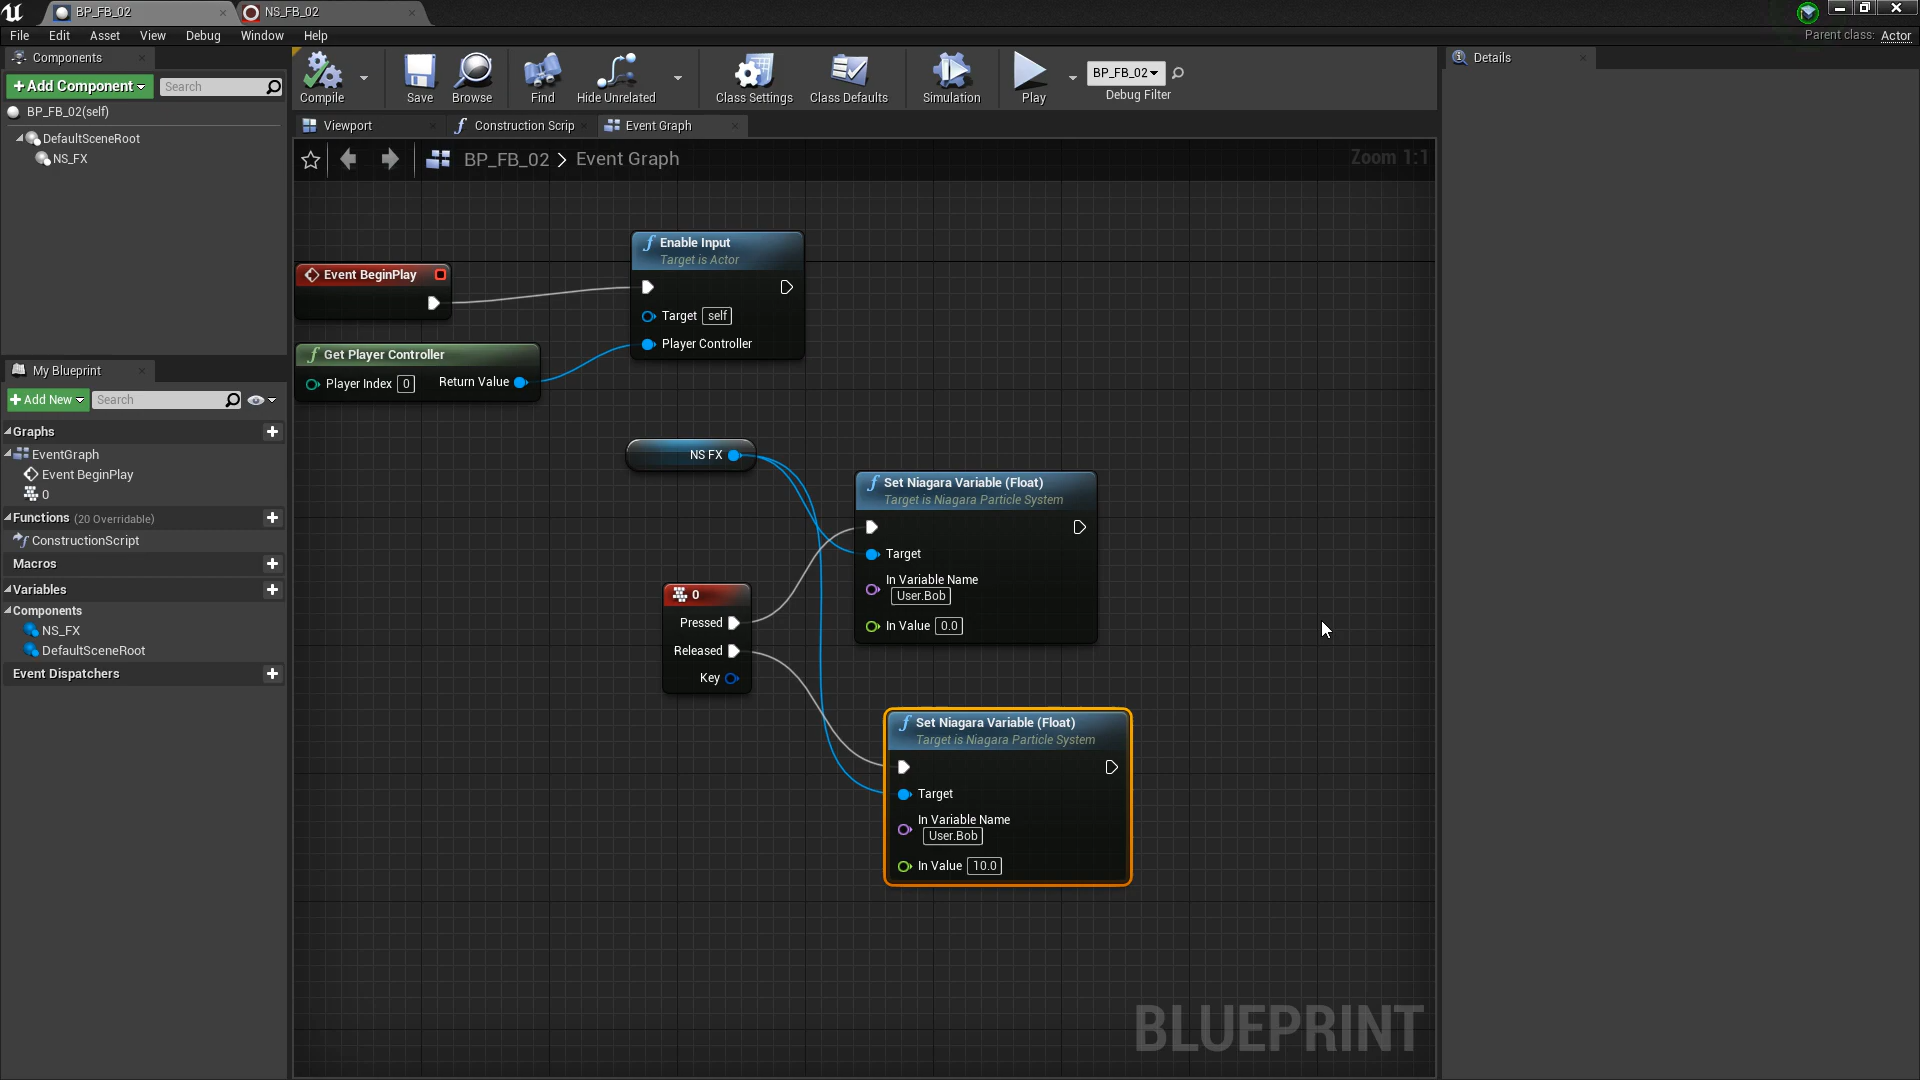 BP_FB_02
NS_FB_02
File Edit Asset View Debug Window Help
Parent class: Actor
Components
+Add Component
Search
BP_FB_02(self)
DefaultSceneRoot
NS_FX
Compile
Save
Browse
Find
Hide Unrelated
Class Settings
Class Defaults
Simulation
Play
BP_FB_02
Debug Filter
Details
Viewport
Construction Scrip
Event Graph
BP_FB_02 > Event Graph
Zoom 1:1
Enable Input
Target is Actor
Target self
Player Controller
Event BeginPlay
Get Player Controller
Player Index 0
Return Value
NS FX
Set Niagara Variable (Float)
Target is Niagara Particle System
Target
In Variable Name
User.Bob
In Value 0.0
0
Pressed
Released
Key
Set Niagara Variable (Float)
Target is Niagara Particle System
Target
In Variable Name
User.Bob
In Value 10.0
BLUEPRINT
My Blueprint
+Add New
Search
Graphs
EventGraph
Event BeginPlay
0
Functions (20 Overridable)
ConstructionScript
Macros
Variables
Components
NS_FX
DefaultSceneRoot
Event Dispatchers